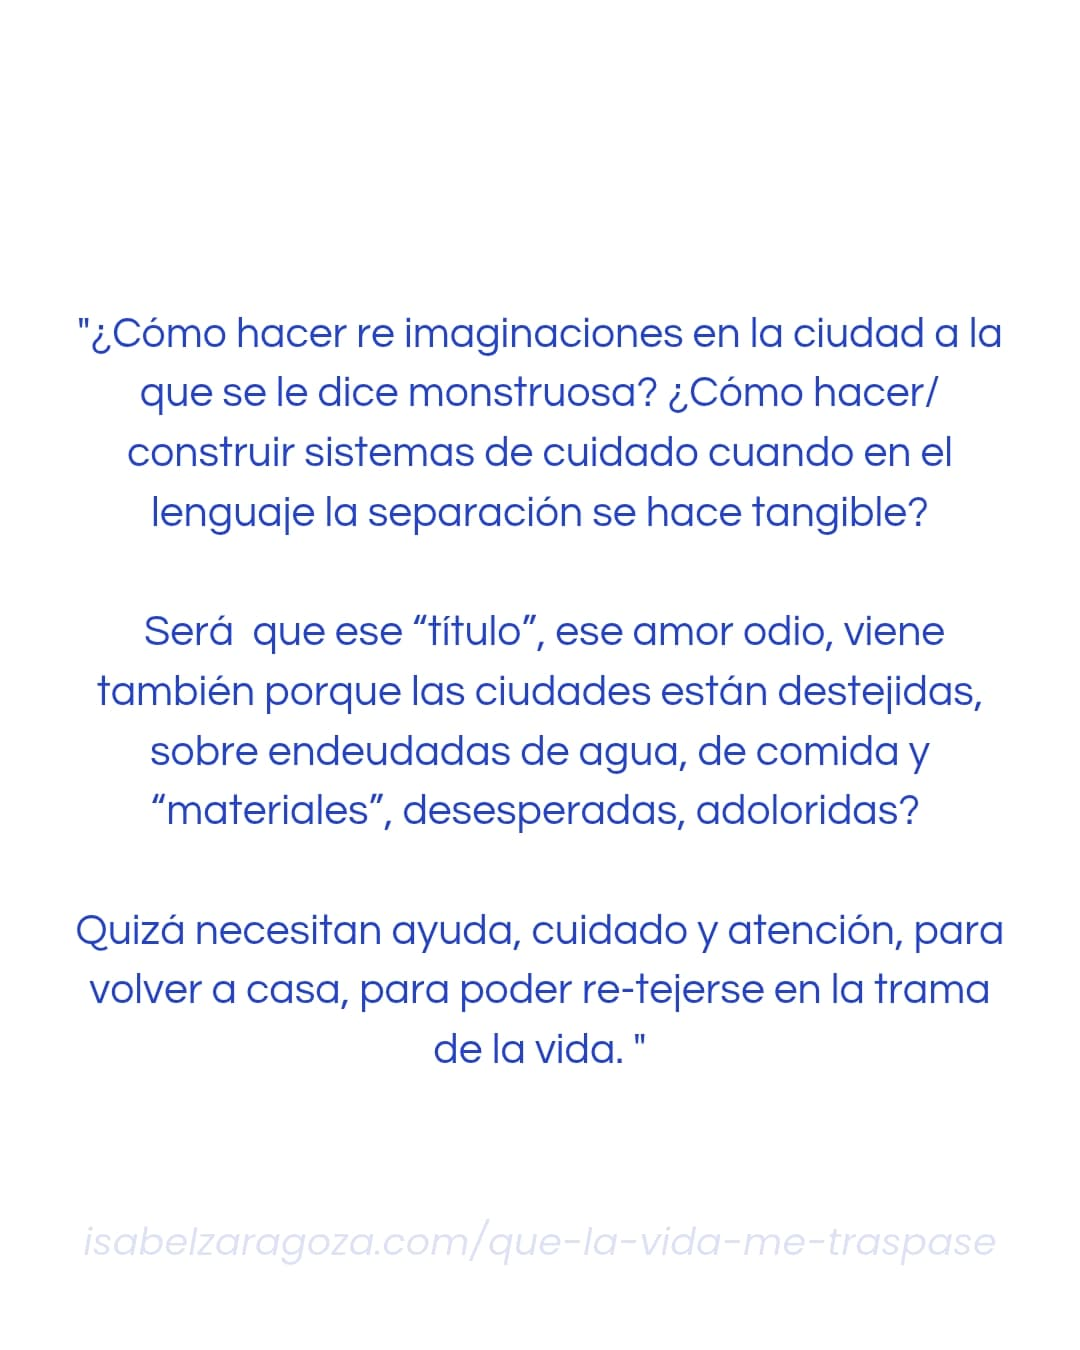 "¿Cómo hacer re imaginaciones en la ciudad a la
que se le dice monstruosa? ¿Cómo hacer/
construir sistemas de cuidado cuando en el
lenguaje la separación se hace tangible?
Será  que ese “título”, ese amor odio, viene
también porque las ciudades están destejidas,
sobre endeudadas de agua, de comida y
“materiales”, desesperadas, adoloridas?
Quizá necesitan ayuda, cuidado y atención, para
volver a casa, para poder re-tejerse en la trama
de la vida. "
isabelzaragoza.com/que-la-vida-me-traspase